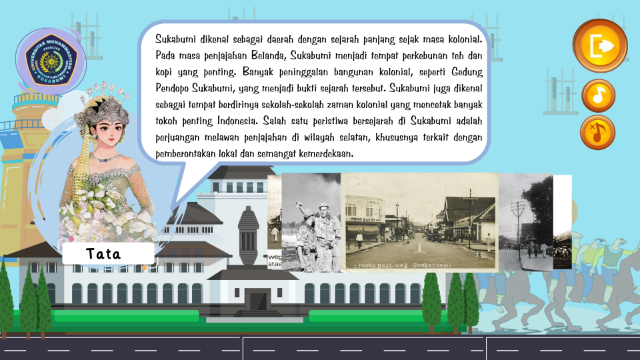 Sukabumi dikenal sebagai daerah dengan sejarah panjang sejak masa kolonial.
Pada masa penjajahan Belanda, Sukabumi menjadi tempat perkebunan teh dan
kopi yang penting. Banyak peninggalan bangunan kolonial, seperti Gedung
Pendopo Sukabumi, yang menjadi bukti sejarah tersebut. Sukabumi juga dikenal
sebagai tempat berdirinya sekolah-sekolah zaman kolonial yang mencetak banyak
tokoh penting Indonesia. Salah satu peristiwa bersejarah di Sukabumi adalah
perjuangan melawan penjajahan di wilayah selatan, khususnya terkait dengan
pemberontakan lokal dan semangat kemerdekaan.
Tata